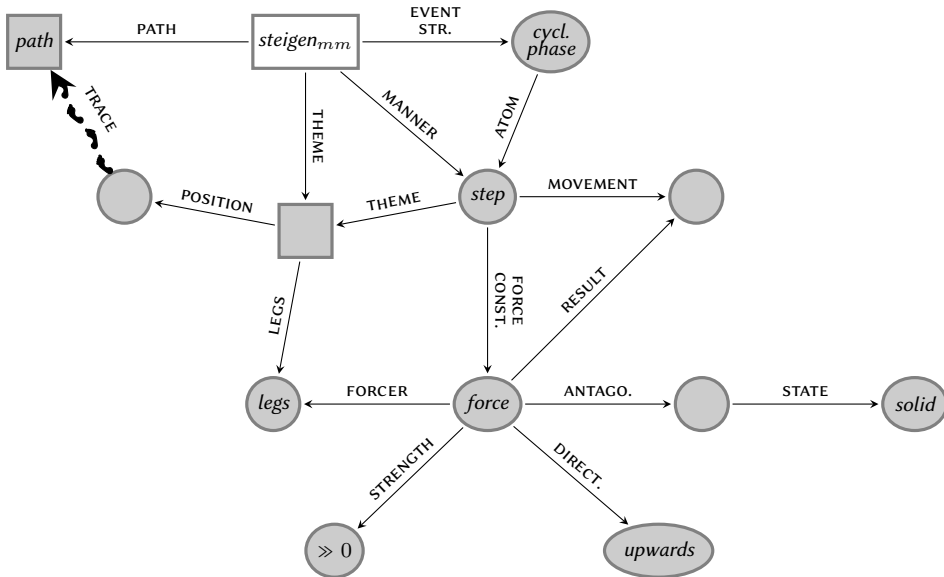 path
PATH
steigenmm
EVENT
STR.
cycl.
phase
TRACE
THEME
MANNER
ATOM
POSITION
THEME
step
MOVEMENT
LEGS
FORCE
CONST.
RESULT
legs
FORCER
force
ANTAGO.
STATE
solid
STRENGTH
DIRECT.
≫ 0
upwards